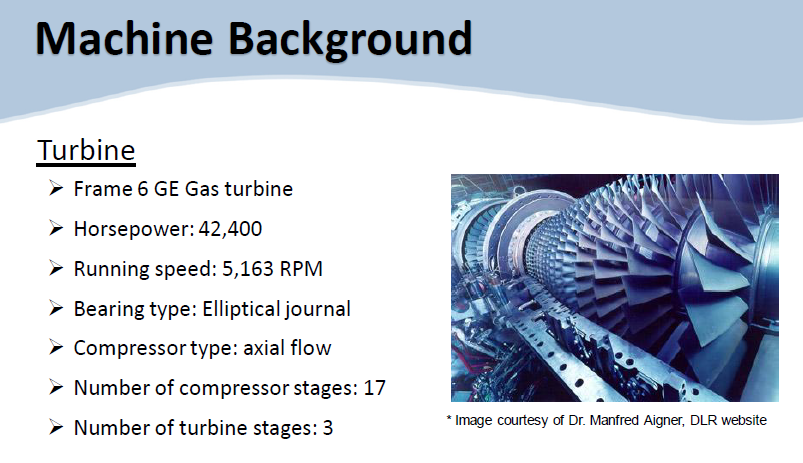 Machine Background
Turbine
➢ Frame 6 GE Gas turbine
➢ Horsepower: 42,400
➢ Running speed: 5,163 RPM
➢ Bearing type: Elliptical journal
➢ Compressor type: axial flow
➢ Number of compressor stages: 17
➢ Number of turbine stages: 3
* Image courtesy of Dr. Manfred Aigner, DLR website